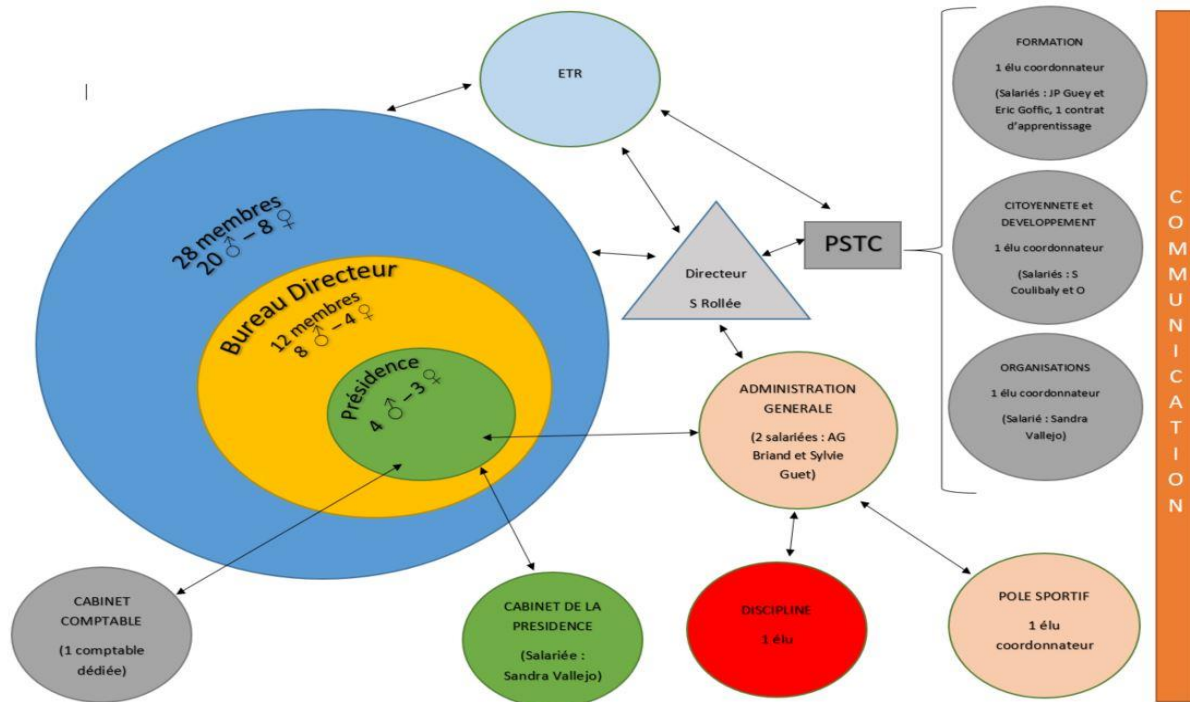 ETR
28 membres
20 ♂ – 8 ♀
Bureau Directeur
12 membres
8 ♂ – 4 ♀
Présidence
4 ♂ – 3 ♀
Directeur
S Rollée
PSTC
FORMATION
1 élu coordonnateur
(Salariés : JP Guey et
Eric Goffic, 1 contrat
d'apprentissage
CITOYENNETE et
DEVELOPPEMENT
1 élu coordonnateur
(Salariés : S
Coulibaly et O
ORGANISATIONS
1 élu coordonnateur
(Salarié : Sandra
Vallejo)
COMMUNICATION
ADMINISTRATION
GENERALE
(2 salariées : AG
Briand et Sylvie
Guet)
CABINET
COMPTABLE
(1 comptable
dédiée)
CABINET DE LA
PRESIDENCE
(Salariée :
Sandra Vallejo)
DISCIPLINE
1 élu
POLE SPORTIF
1 élu
coordonnateur